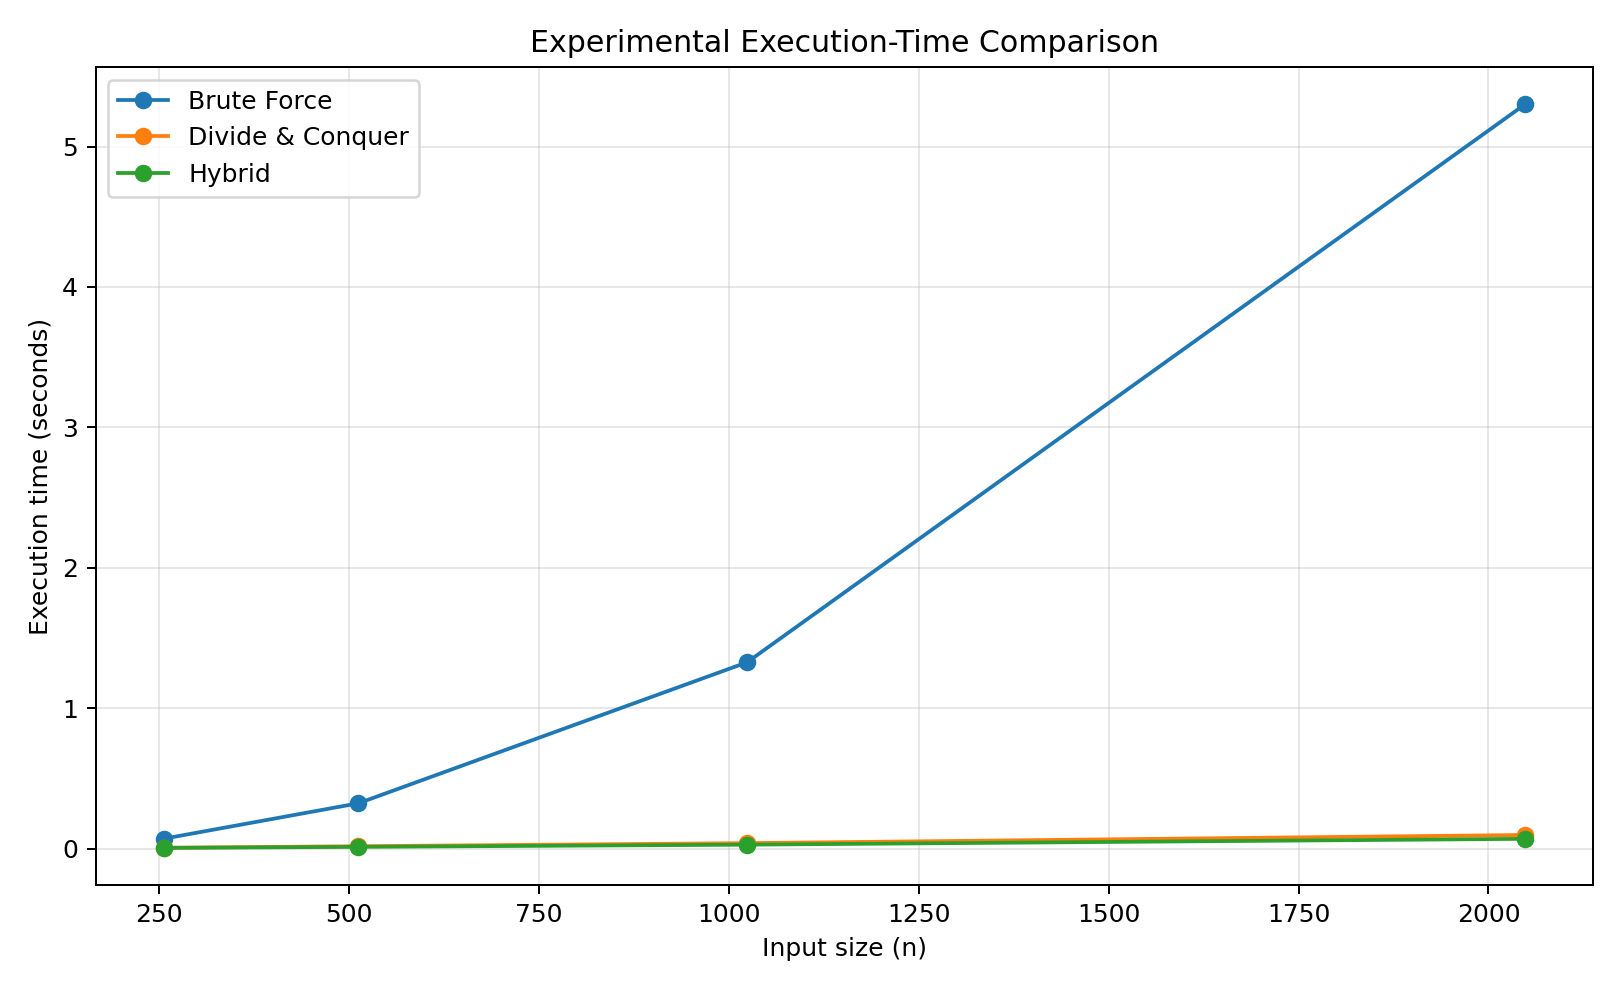 Experimental Execution-Time Comparison
Brute Force
Divide & Conquer
Hybrid
Execution time (seconds)
5
4
3
2
1
0
250 500 750 1000 1250 1500 1750 2000
Input size (n)